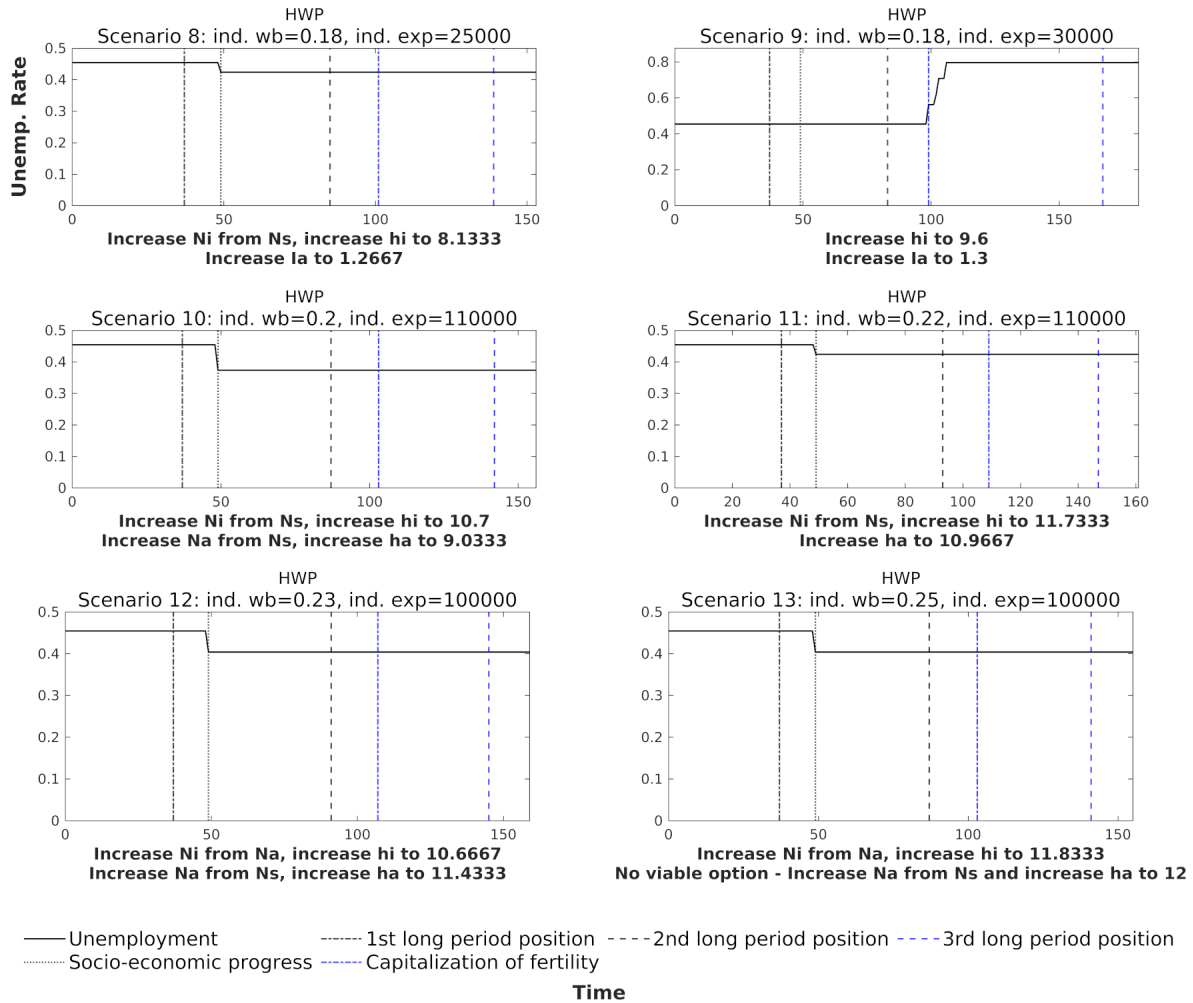 HWP
Scenario 8: ind. wb=0.18, ind. exp=25000
Unemp. Rate
0.5
0.4
0.3
0.2
0.1
0
0 50 100 150
Increase Ni from Ns, increase hi to 8.1333
Increase Ia to 1.2667
HWP
Scenario 9: ind. wb=0.18, ind. exp=30000
0.8
0.6
0.4
0.2
0
0 50 100 150
Increase hi to 9.6
Increase Ia to 1.3
HWP
Scenario 10: ind. wb=0.2, ind. exp=110000
0.5
0.4
0.3
0.2
0.1
0
0 50 100 150
Increase Ni from Ns, increase hi to 10.7
Increase Na from Ns, increase ha to 9.0333
HWP
Scenario 11: ind. wb=0.22, ind. exp=110000
0.5
0.4
0.3
0.2
0.1
0
0 20 40 60 80 100 120 140 160
Increase Ni from Ns, increase hi to 11.7333
Increase ha to 10.9667
HWP
Scenario 12: ind. wb=0.23, ind. exp=100000
0.5
0.4
0.3
0.2
0.1
0
0 50 100 150
Increase Ni from Na, increase hi to 10.6667
Increase Na from Ns, increase ha to 11.4333
HWP
Scenario 13: ind. wb=0.25, ind. exp=100000
0.5
0.4
0.3
0.2
0.1
0
0 50 100 150
Increase Ni from Na, increase hi to 11.8333
No viable option - Increase Na from Ns and increase ha to 12
Unemployment 1st long period position 2nd long period position 3rd long period position
Socio-economic progress Capitalization of fertility
Time